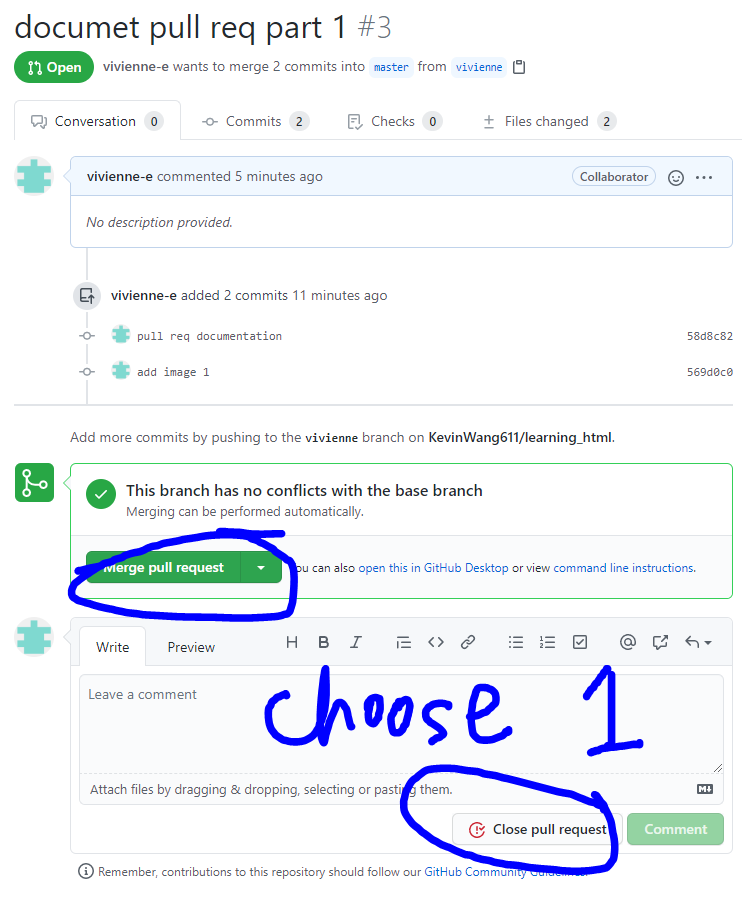 documet pull req part 1 #3
Open vivienne-e wants to merge 2 commits into master from vivienne
Conversation 0 Commits 2 Checks 0 Files changed 2
vivienne-e commented 5 minutes ago Collaborator
No description provided.
vivienne-e added 2 commits 11 minutes ago
pull req documentation 58d8c82
add image 1 569d0c0
Add more commits by pushing to the vivienne branch on KevinWang611/learning_html.
This branch has no conflicts with the base branch
Merging can be performed automatically.
Merge pull request You can also open this in GitHub Desktop or view command line instructions.
Write Preview
Leave a comment
choose 1
Attach files by dragging & dropping, selecting or pasting them.
Close pull request Comment
Remember, contributions to this repository should follow our GitHub Community Guidelines.